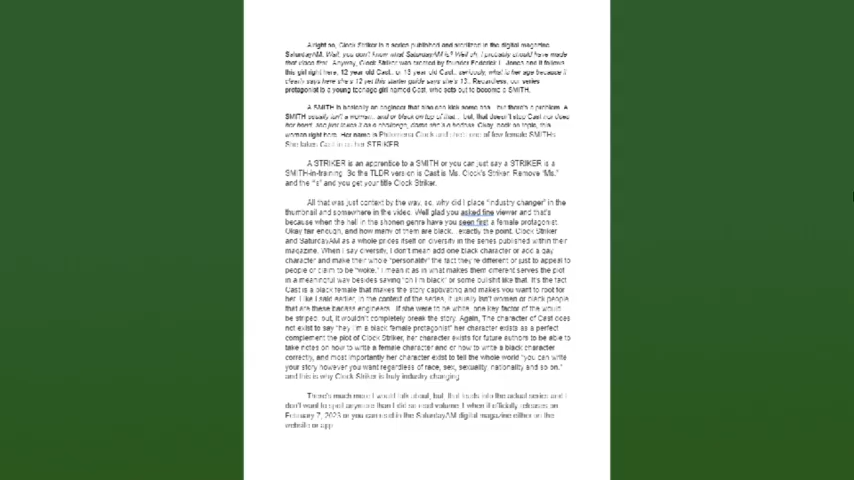 Alright so, Clock Striker is a series published and serialized in the digital magazine
SaturdayAM. Wait, you don't know what SaturdayAM is? Well oh, I probably should have made
that video first. Anyway, Clock Striker was created by founder Frederick L. Jones and it follows
this girl right here, 12 year old Cast.. or 13 year old Cast.. seriously, what is her age because it
clearly says here she's 12 yet this starter guide says she's 13. Regardless, our series
protagonist is a young teenage girl named Cast, who sets out to become a SMITH.
A SMITH is basically an engineer that also can kick some ass.. but there's a problem. A
SMITH usually isn't a woman.. and or black on top of that... but, that doesn't stop Cast nor does
her and just takes it as a challenge, damn she's a badass. Okay, back on topic, this
woman right here. Her name is Philomena Clock and she's one of few female SMITHs.
She takes Cast in as her STRIKER.
A STRIKER is an apprentice to a SMITH or you can just say a STRIKER is a
SMITH-in-training. So the TLDR version is Cast is Ms. Clock's Striker. Remove "Ms."
and the "'s" and you get your title Clock Striker.
All that was just context by the way, so, why did I place "industry changer" in the
thumbnail and somewhere in the video. Well glad you asked fine viewer and that's
because when the hell in the shonen genre have you seen first a female protagonist.
Okay fair enough, and how many of them are black.. exactly the point. Clock Striker
and SaturdayAM as a whole prides itself on diversity in the series published within their
magazine. When I say diversity, I don't mean add one black character or add a gay
character and make their whole "personality" the fact they're different or just to appeal to
people or claim to be "woke," I mean it as in what makes them different serves the plot
in a meaningful way besides saying "oh I'm black" or some bullshit like that. It's the fact
Cast is a black female that makes the story captivating and makes you want to root for
her. Like I said earlier, in the context of the series, it usually isn't women or black people
that are these badass engineers. If she were to be white, one key factor of the would
be striped, but, it wouldn't completely break the story. Again, The character of Cast does
not exist to say "hey I'm a black female protagonist" her character exists as a perfect
complement the plot of Clock Striker, her character exists for future authors to be able to
take notes on how to write a female character and or how to write a black character
correctly, and most importantly her character exist to tell the whole world "you can write
your story however you want regardless of race, sex, sexuality, nationality and so on."
and this is why Clock Striker is truly industry changing.
There's much more I would talk about, but, that leads into the actual series and I
don't want to spoil anymore than I did so read volume 1 when it officially releases on
February 7, 2023 or you can read in the SaturdayAM digital magazine either on the
website or app.